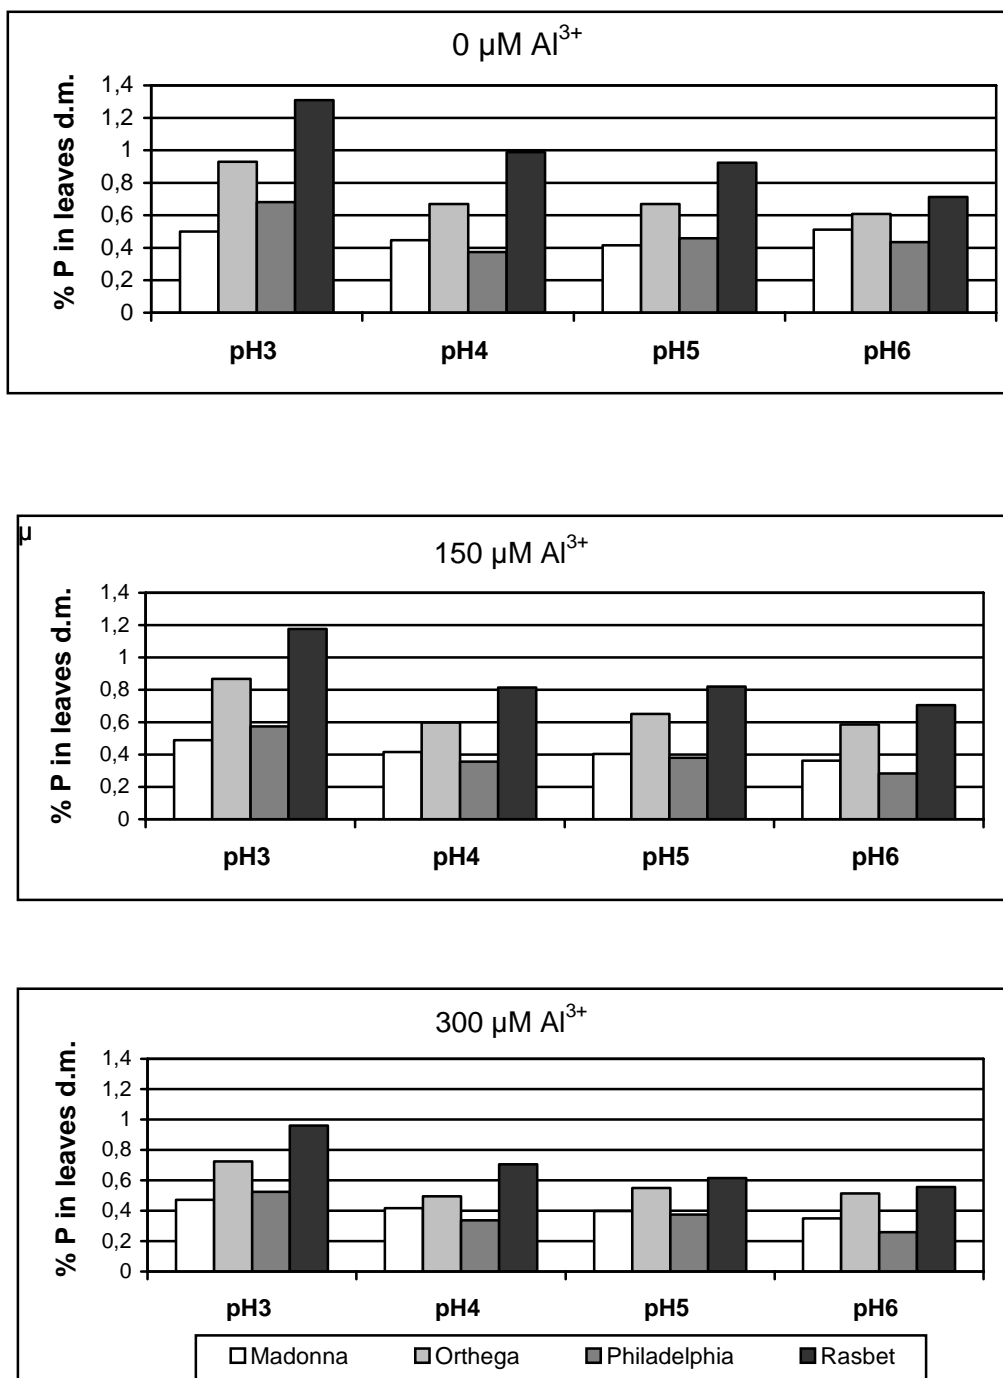 0 µM Al³⁺
% P in leaves d.m.
1,4
1,2
1
0,8
0,6
0,4
0,2
0
pH3 pH4 pH5 pH6
µ
150 µM Al³⁺
% P in leaves d.m.
1,4
1,2
1
0,8
0,6
0,4
0,2
0
pH3 pH4 pH5 pH6
300 µM Al³⁺
% P in leaves d.m.
1,4
1,2
1
0,8
0,6
0,4
0,2
0
pH3 pH4 pH5 pH6
Madonna Orthega Philadelphia Rasbet